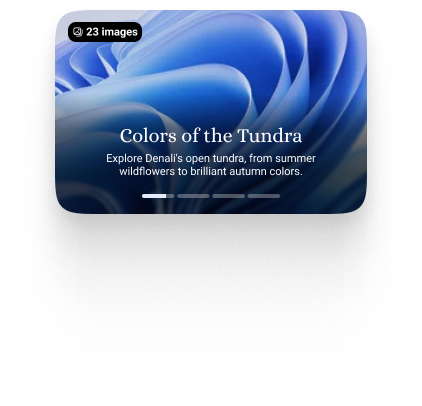 23 images
Colors of the Tundra
Explore Denali's open tundra, from summer
wildflowers to brilliant autumn colors.